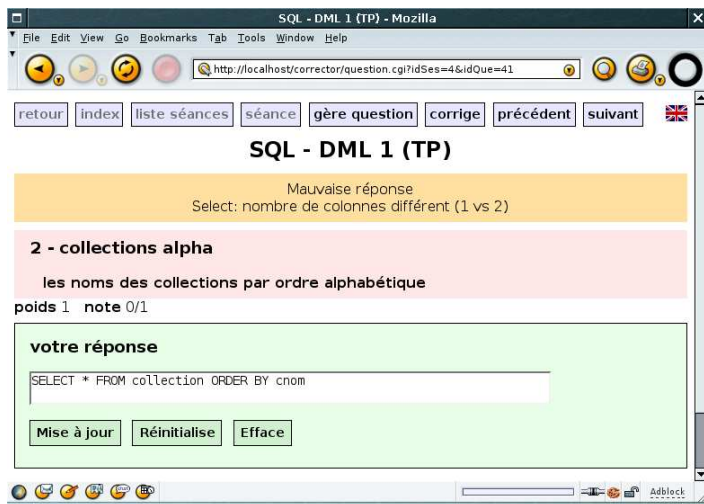 SQL - DML 1 (TP) - Mozilla
File Edit View Go Bookmarks Tab Tools Window Help
http://localhost/corrector/question.cgi?idSes=4&idQue=41
retour index liste séances séance gère question corrige précédent suivant
SQL - DML 1 (TP)
Mauvaise réponse
Select: nombre de colonnes différent (1 vs 2)
2 - collections alpha
les noms des collections par ordre alphabétique
poids 1 note 0/1
votre réponse
SELECT * FROM collection ORDER BY cnom
Mise à jour Réinitialise Efface
Adblock